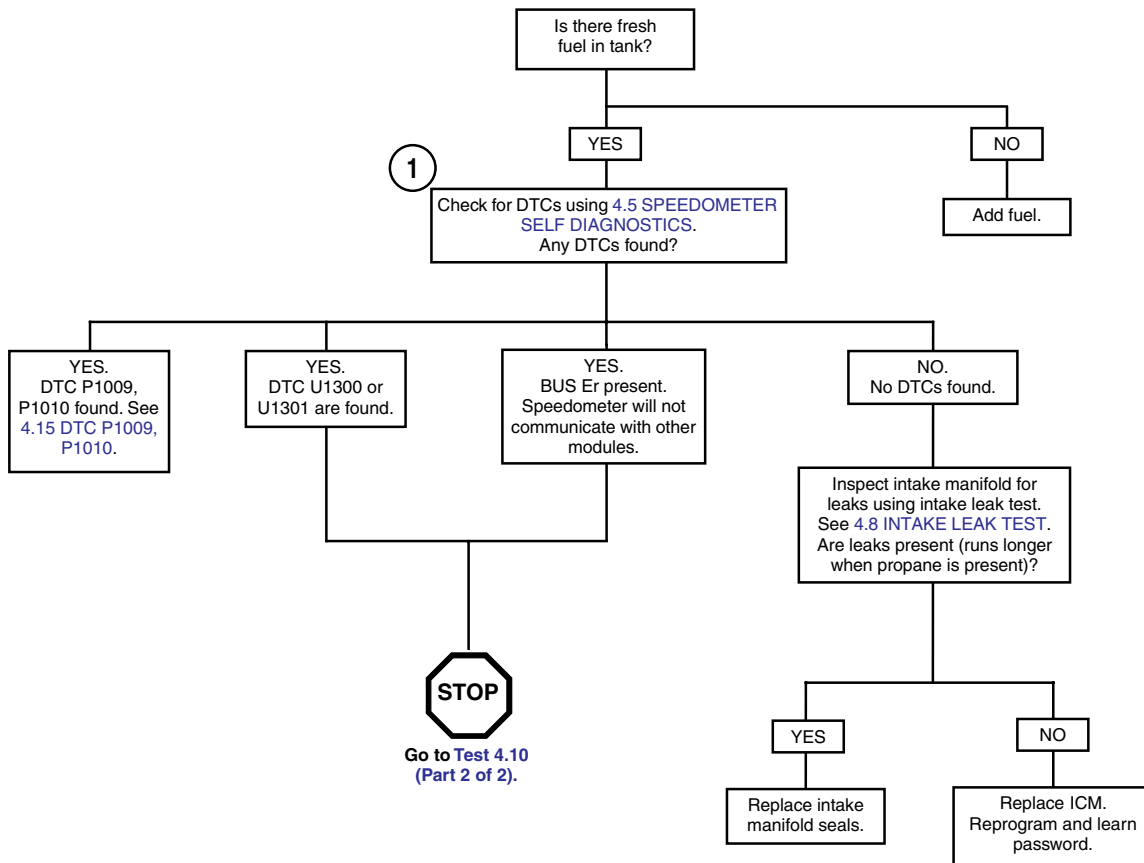 Is there fresh
fuel in tank?
YES
NO
1
Check for DTCs using 4.5 SPEEDOMETER
SELF DIAGNOSTICS.
Any DTCs found?
Add fuel.
YES.
DTC P1009,
P1010 found. See
4.15 DTC P1009,
P1010.
YES.
DTC U1300 or
U1301 are found.
YES.
BUS Er present.
Speedometer will not
communicate with other
modules.
NO.
No DTCs found.
Inspect intake manifold for
leaks using intake leak test.
See 4.8 INTAKE LEAK TEST.
Are leaks present (runs longer
when propane is present)?
STOP
Go to Test 4.10
(Part 2 of 2).
YES
NO
Replace intake
manifold seals.
Replace ICM.
Reprogram and learn
password.